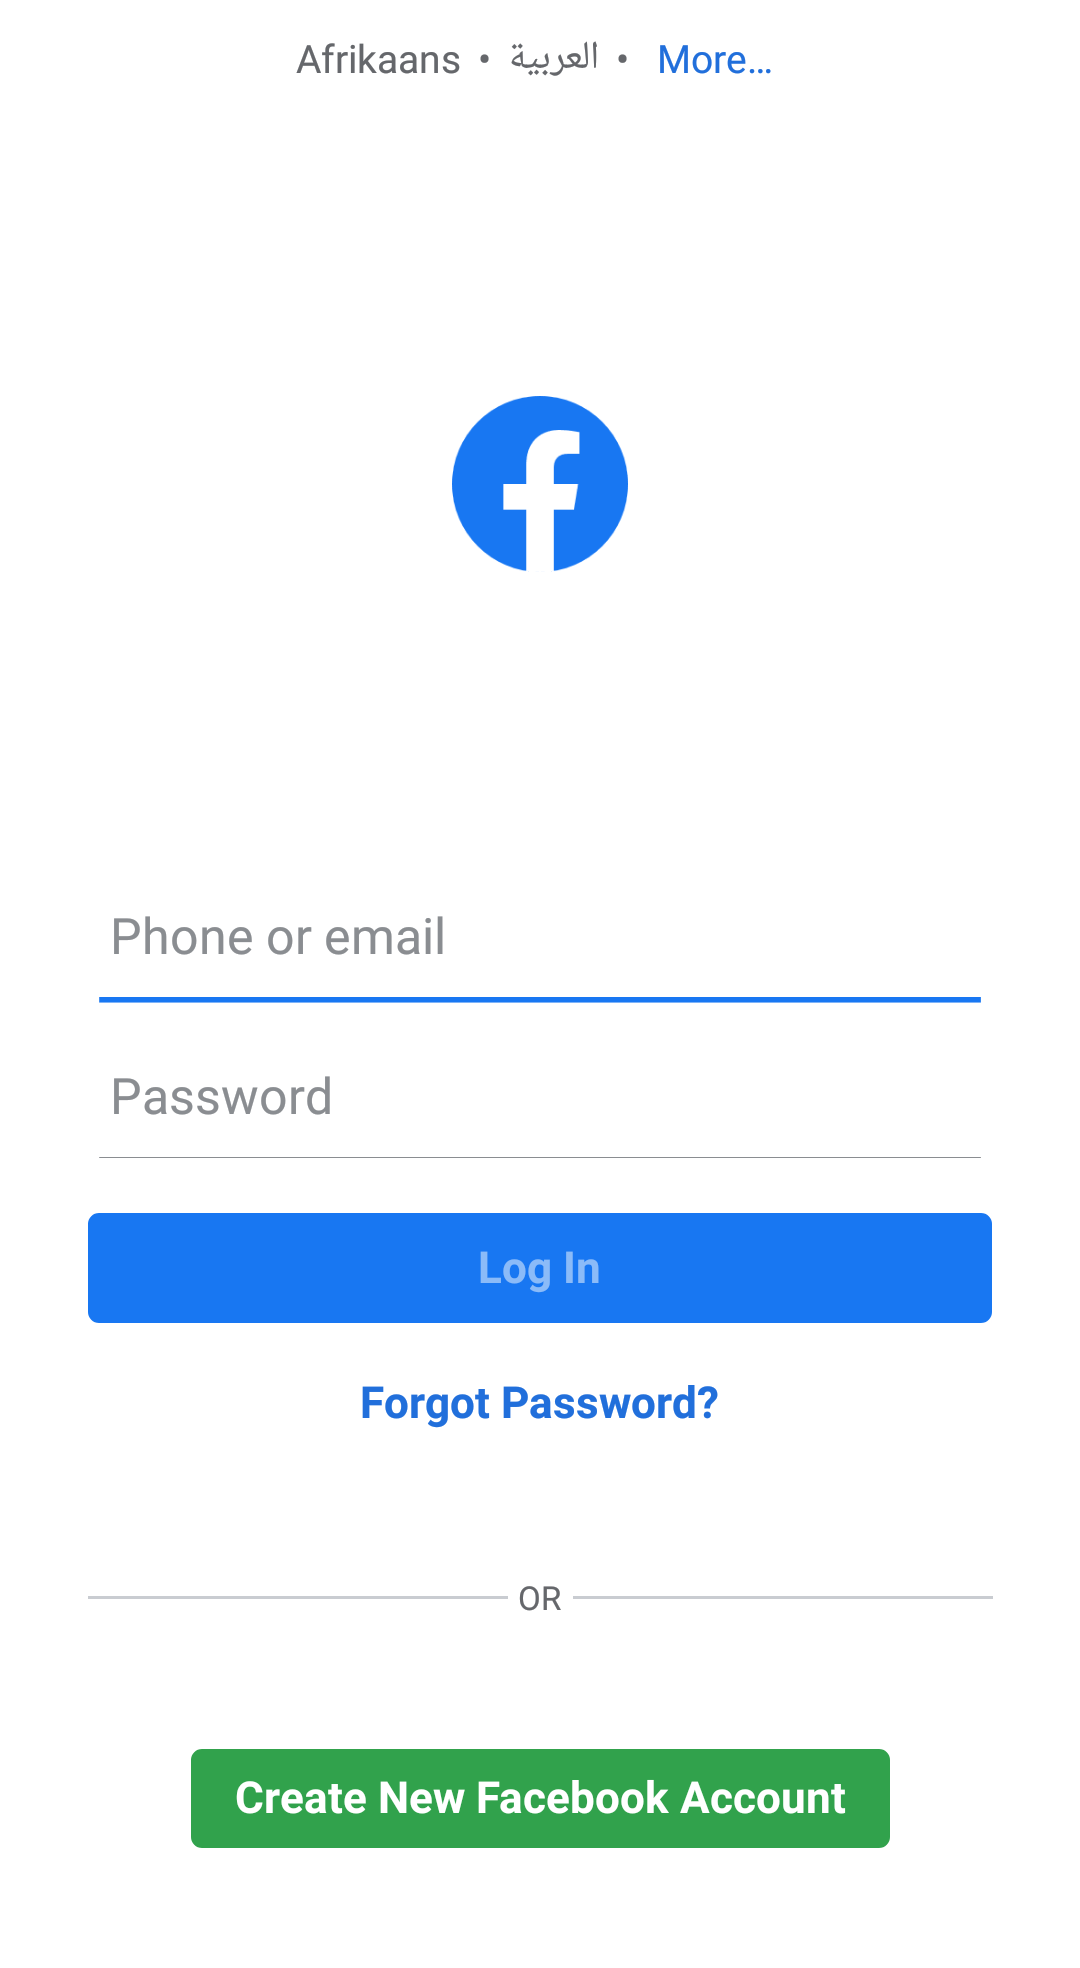 Afrikaans • العربية • More...
Phone or email
Password
Log In
Forgot Password?
OR
Create New Facebook Account